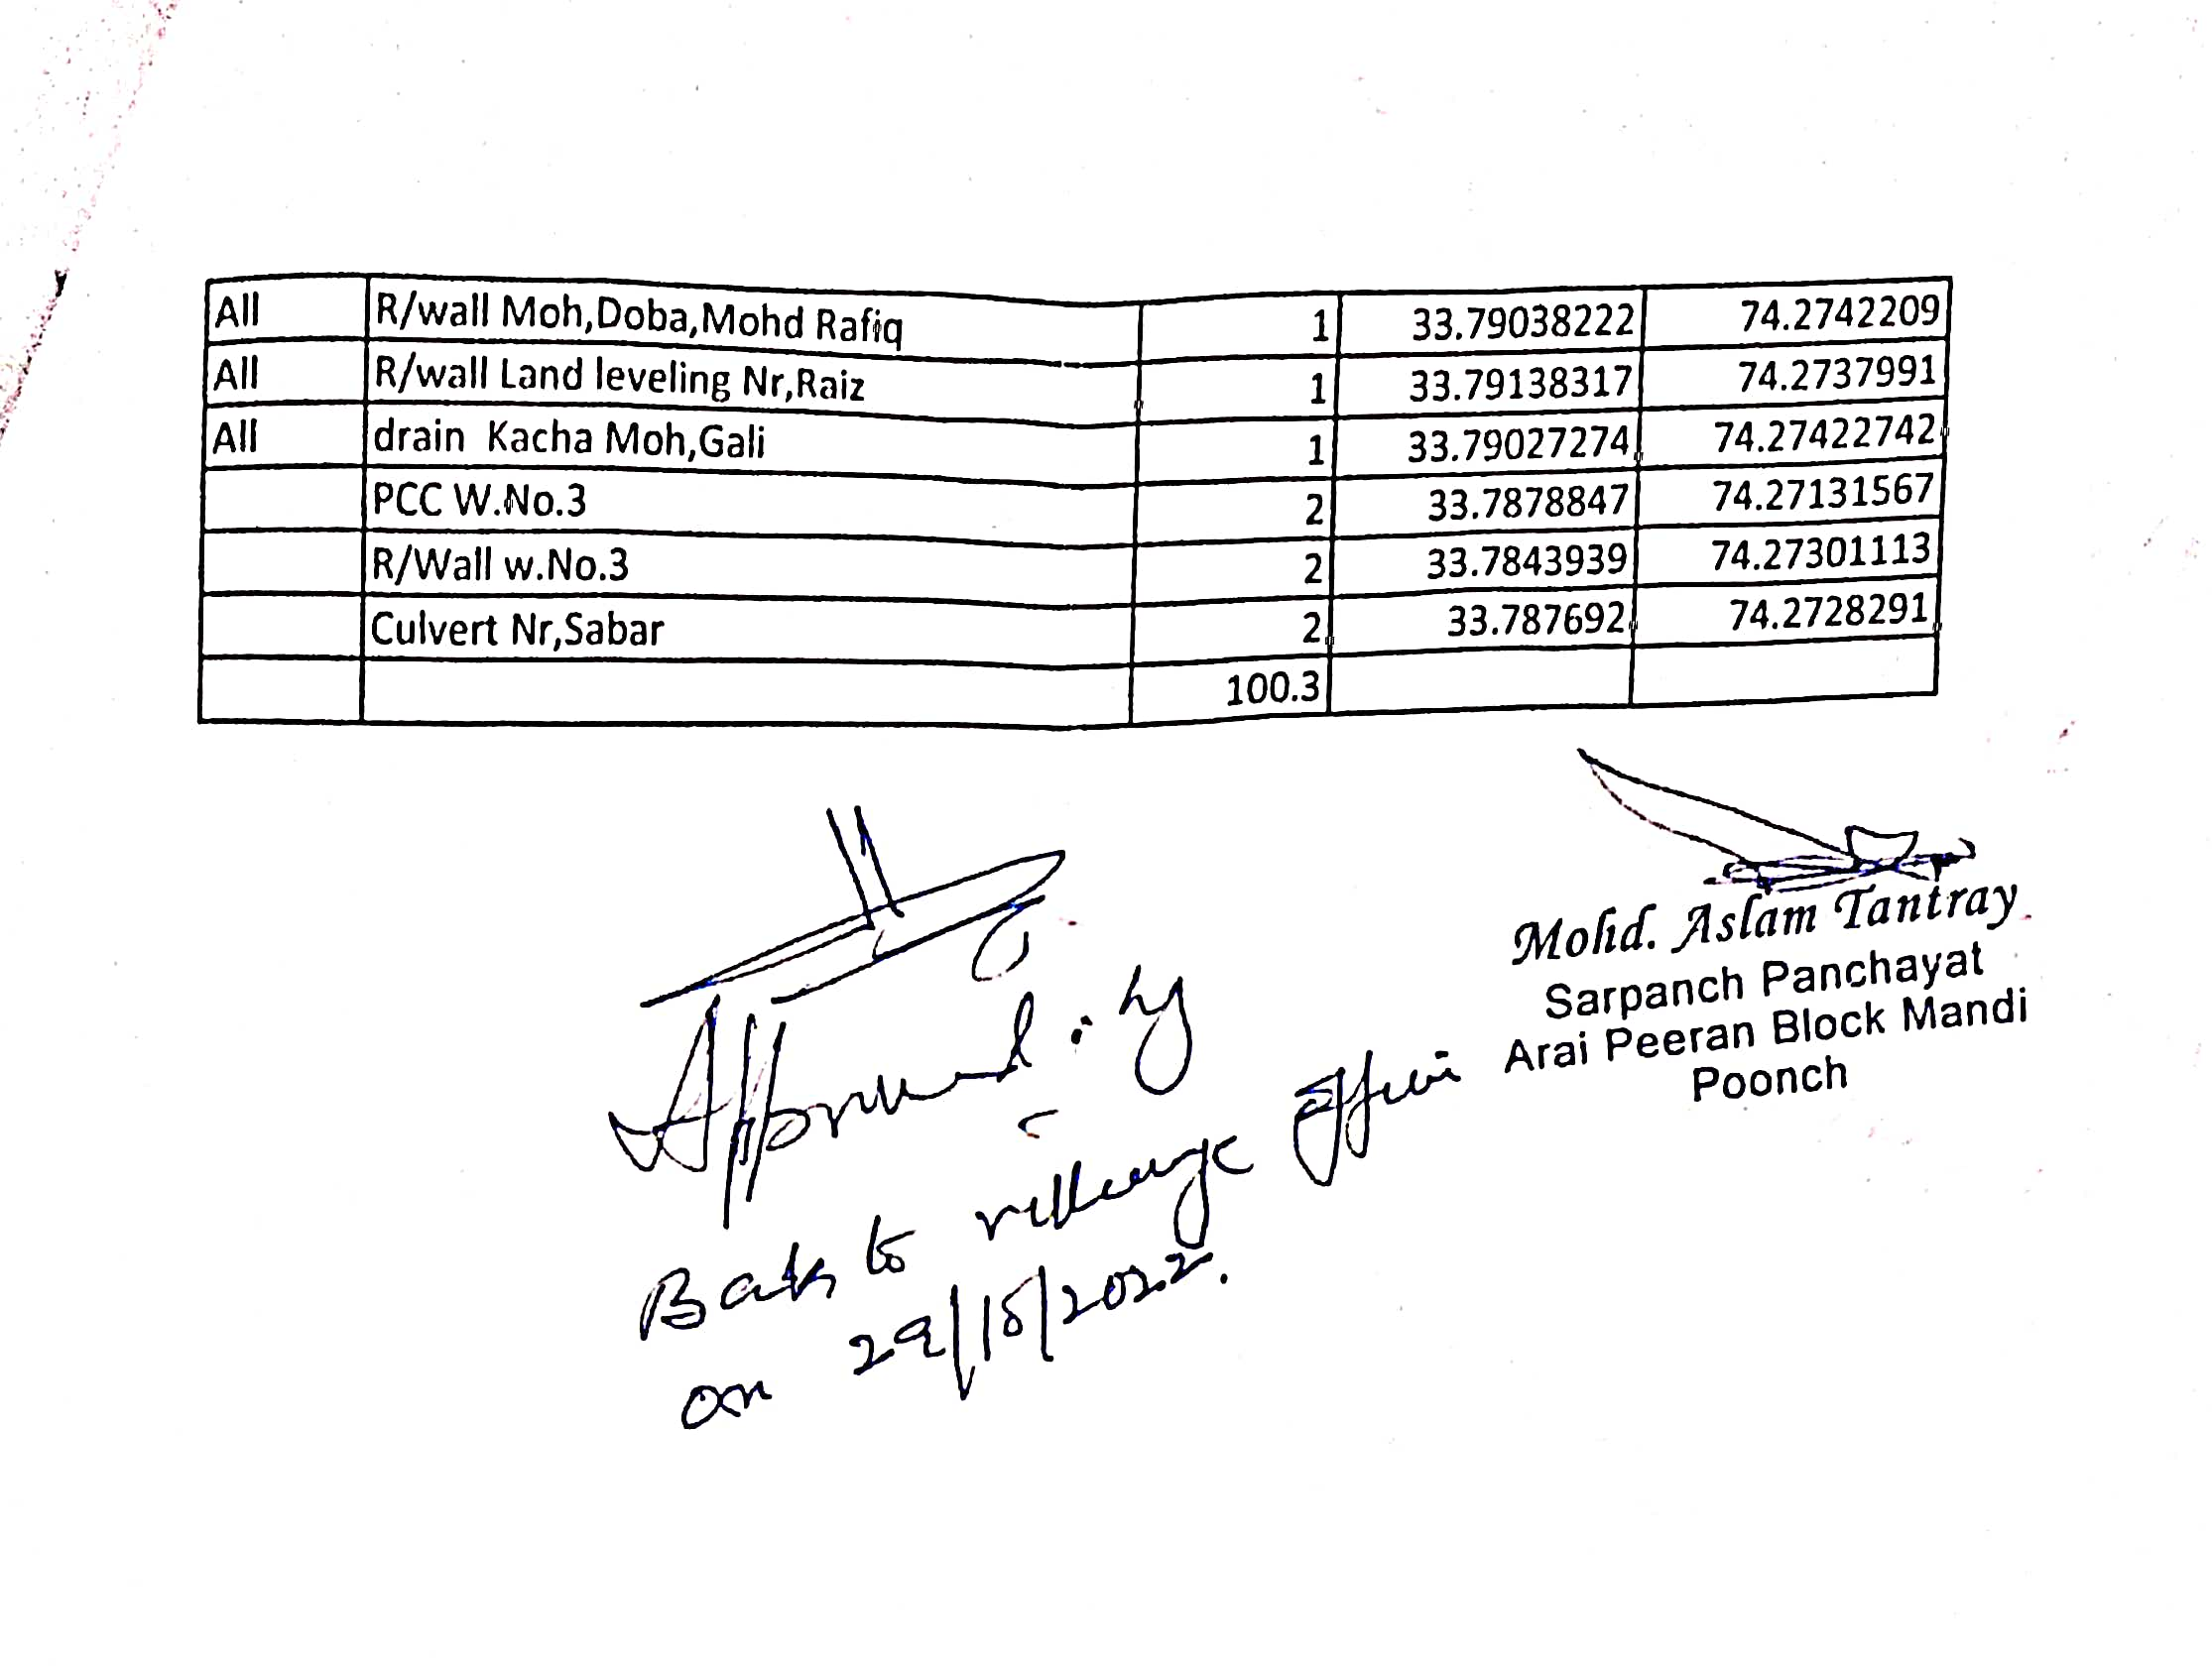 All R/wall Moh,Doba,Mohd Rafiq 1 33.79038222 74.2742209
All R/wall Land leveling Nr,Raiz 1 33.79138317 74.2737991
All drain Kacha Moh,Gali 1 33.79027274 74.27422742
PCC W.No.3 2 33.7878847 74.27131567
R/Wall w.No.3 2 33.7843939 74.27301113
Culvert Nr,Sabar 2 33.787692 74.2728291
100.3
Mohd. Aslam Tantray
Sarpanch Panchayat
Arai Peeran Block Mandi
Poonch
Approved by
Back to village
on